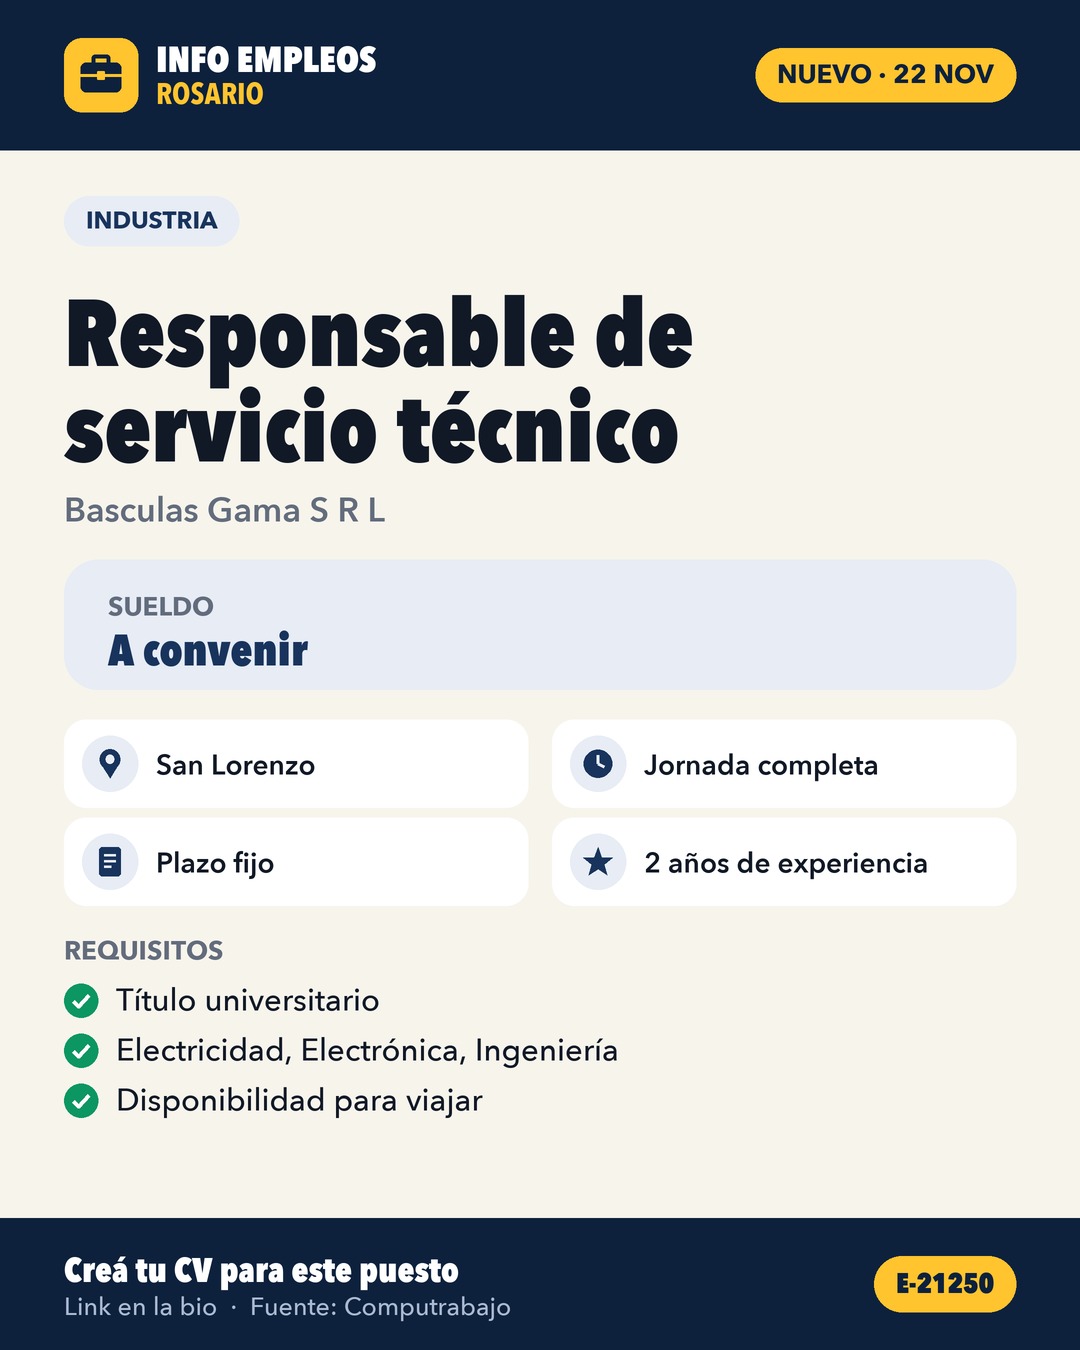 INFO EMPLEOS
ROSARIO
NUEVO · 22 NOV
INDUSTRIA
Responsable de
servicio técnico
Basculas Gama S R L
SUELDO
A convenir
San Lorenzo
Jornada completa
Plazo fijo
2 años de experiencia
REQUISITOS
Título universitario
Electricidad, Electrónica, Ingeniería
Disponibilidad para viajar
Creá tu CV para este puesto
Link en la bio · Fuente: Computrabajo
E-21250